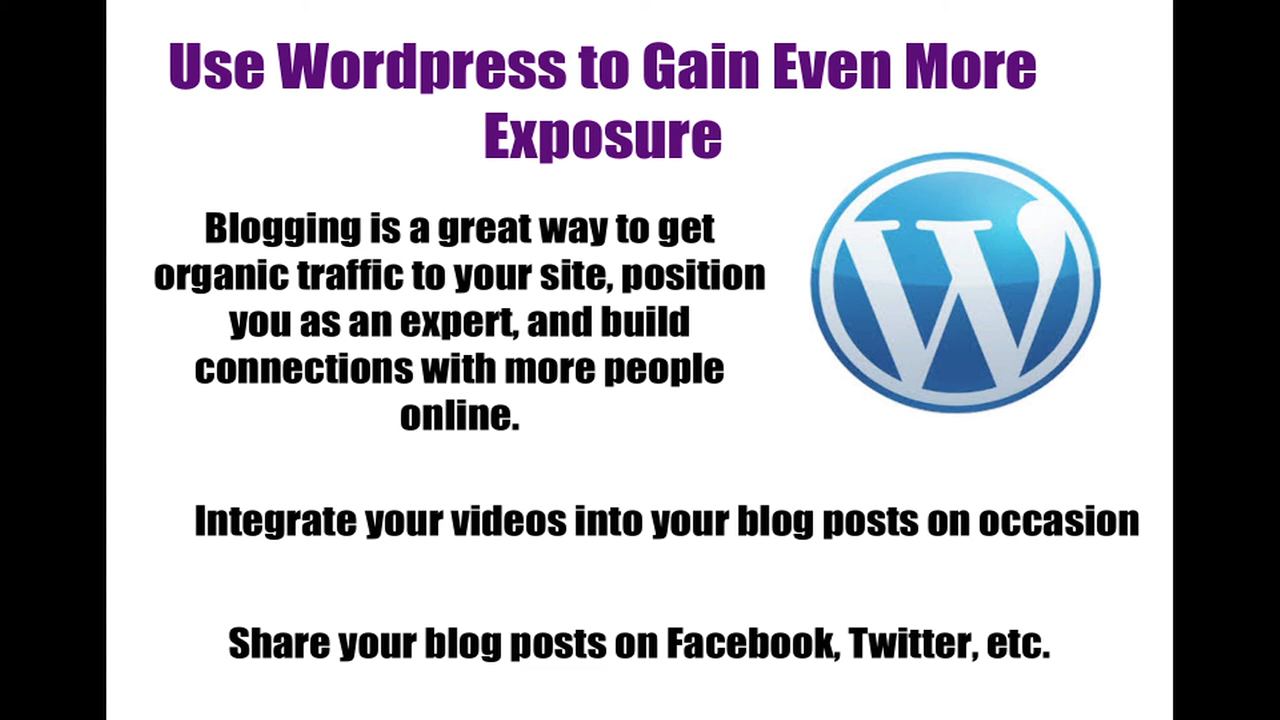 Use Wordpress to Gain Even More
Exposure
Blogging is a great way to get
organic traffic to your site, position
you as an expert, and build
connections with more people
online.
Integrate your videos into your blog posts on occasion
Share your blog posts on Facebook, Twitter, etc.